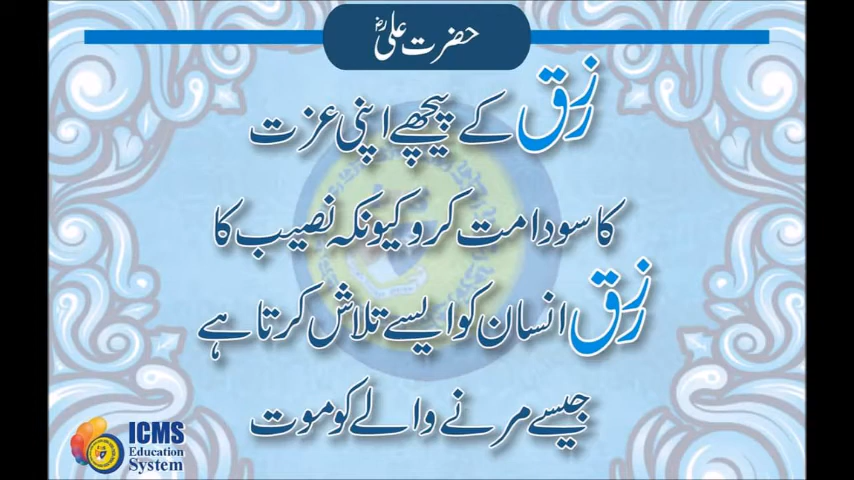 حضرت علیؓ
رزق کے پیچھے اپنی عزت
کا سودا مت کرو کیونکہ نصیب کا
رزق انسان کو ایسے تلاش کرتا ہے
جیسے مرنے والے کو موت
ICMS
Education
System